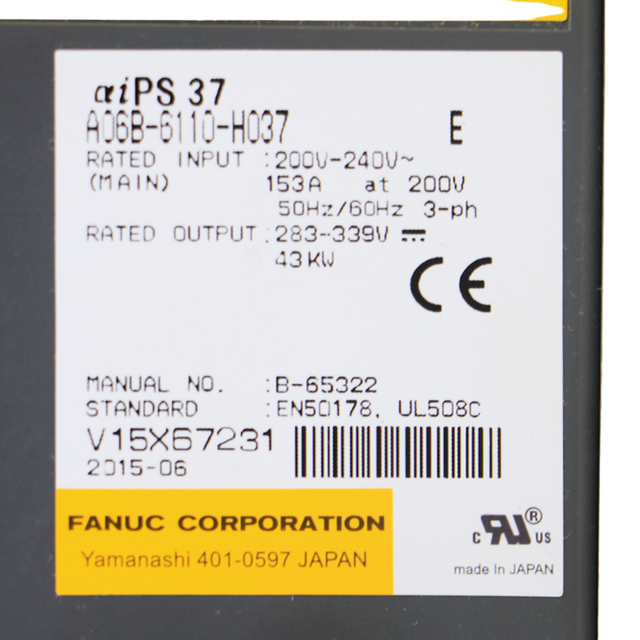 αiPS 37
A06B-6110-H037 E
RATED INPUT :200V-240V~
(MAIN) 153A at 200V
50Hz/60Hz 3-ph
RATED OUTPUT:283-339V ⎓
43KW
CE
MANUAL NO. :B-65322
STANDARD :EN50178, UL508C
V15X67231
2015-06
FANUC CORPORATION
Yamanashi 401-0597 JAPAN
c RU® US
made In JAPAN